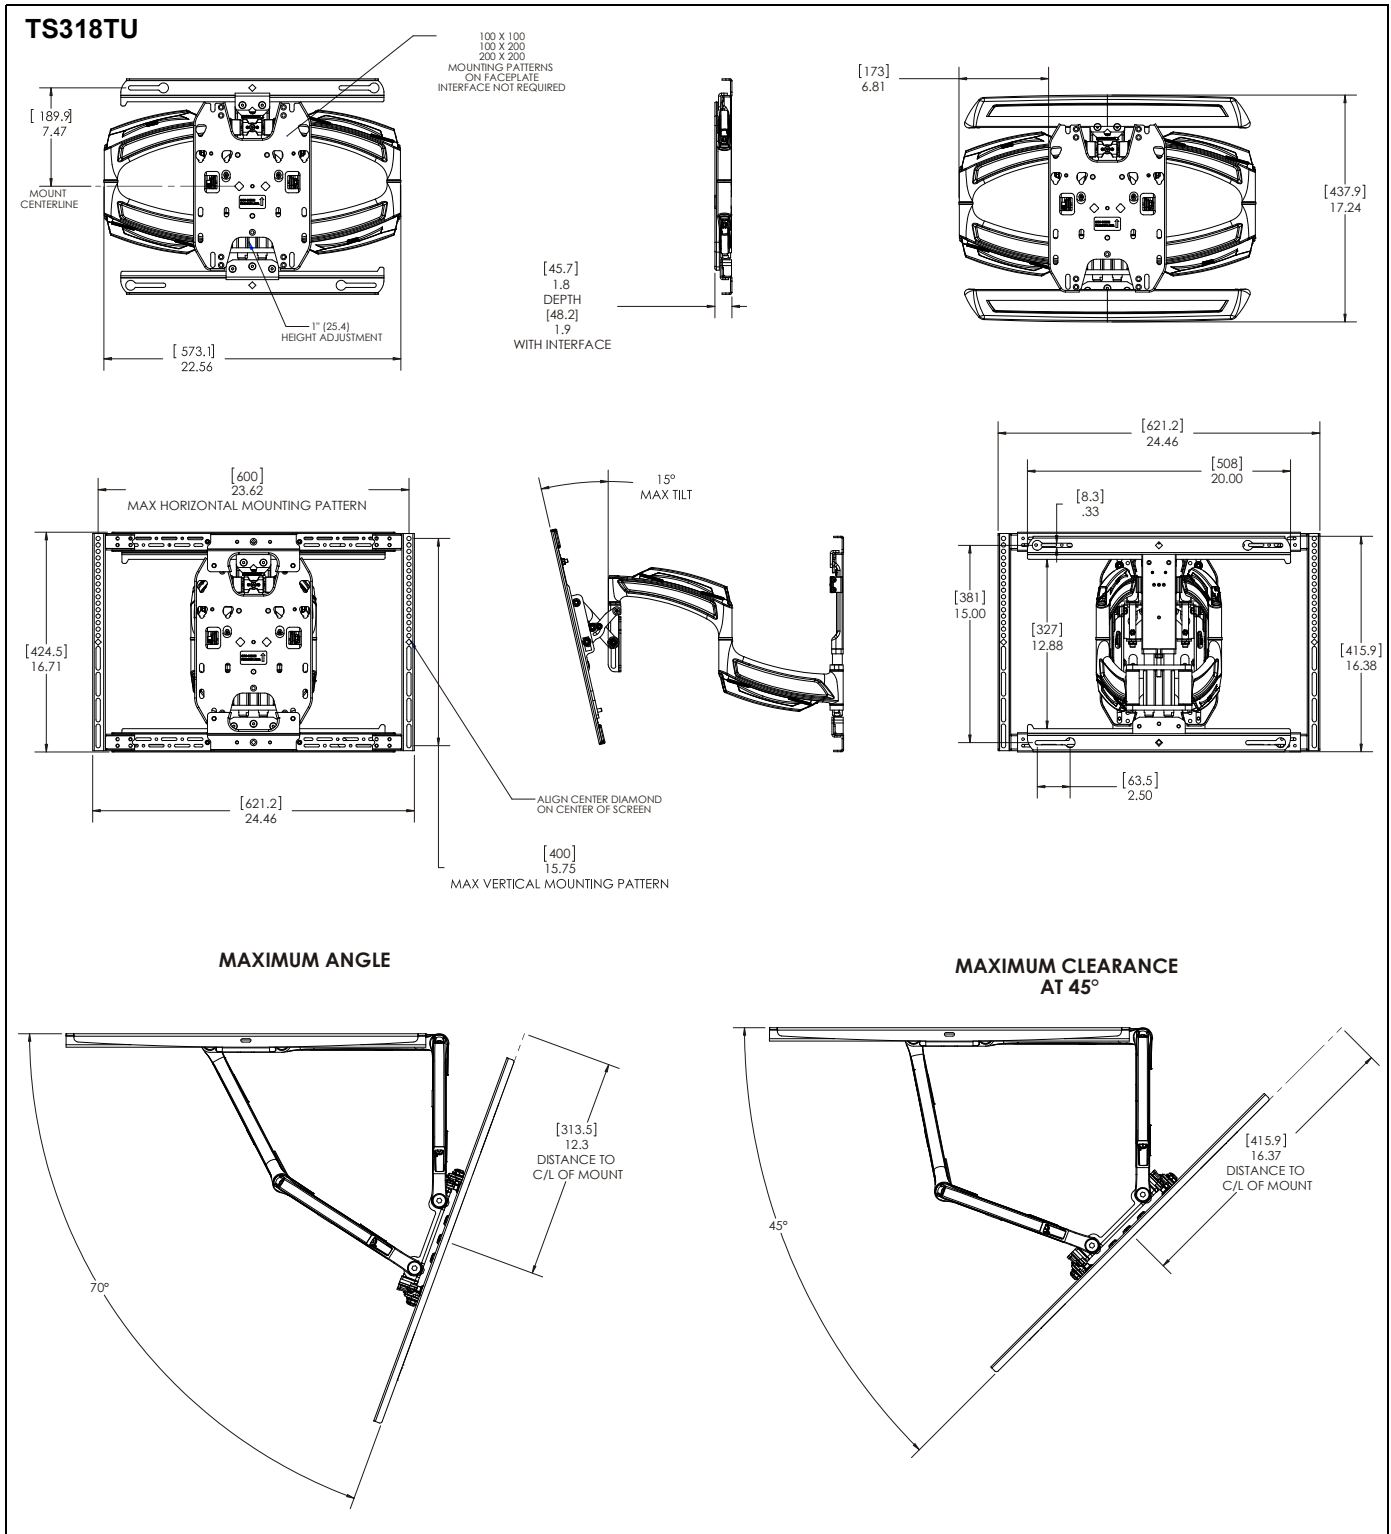 TS318TU
100 X 100
100 X 200
200 X 200
MOUNTING PATTERNS
ON FACEPLATE
INTERFACE NOT REQUIRED
[ 189.9]
7.47
MOUNT
CENTERLINE
1" (25.4)
HEIGHT ADJUSTMENT
[ 573.1]
22.56
[45.7]
1.8
DEPTH
[48.2]
1.9
WITH INTERFACE
[173]
6.81
[437.9]
17.24
[600]
23.62
MAX HORIZONTAL MOUNTING PATTERN
[424.5]
16.71
[621.2]
24.46
15°
MAX TILT
ALIGN CENTER DIAMOND
ON CENTER OF SCREEN
[400]
15.75
MAX VERTICAL MOUNTING PATTERN
[621.2]
24.46
[508]
20.00
[8.3]
.33
[381]
15.00
[327]
12.88
[415.9]
16.38
[63.5]
2.50
MAXIMUM ANGLE
[313.5]
12.3
DISTANCE TO
C/L OF MOUNT
70°
MAXIMUM CLEARANCE
AT 45°
[415.9]
16.37
DISTANCE TO
C/L OF MOUNT
45°